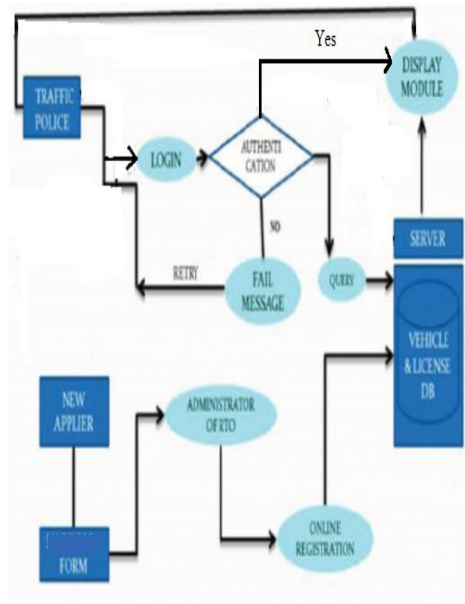 Yes
DISPLAY
MODULE
TRAFFIC
POLICE
LOGIN
AUTHENTI
CATION
NO
SERVER
RETRY
FAIL
MESSAGE
QUERY
VEHICLE
& LICENSE
DB
NEW
APPLIER
ADMINISTRATOR
OF RTO
FORM
ONLINE
REGISTRATION